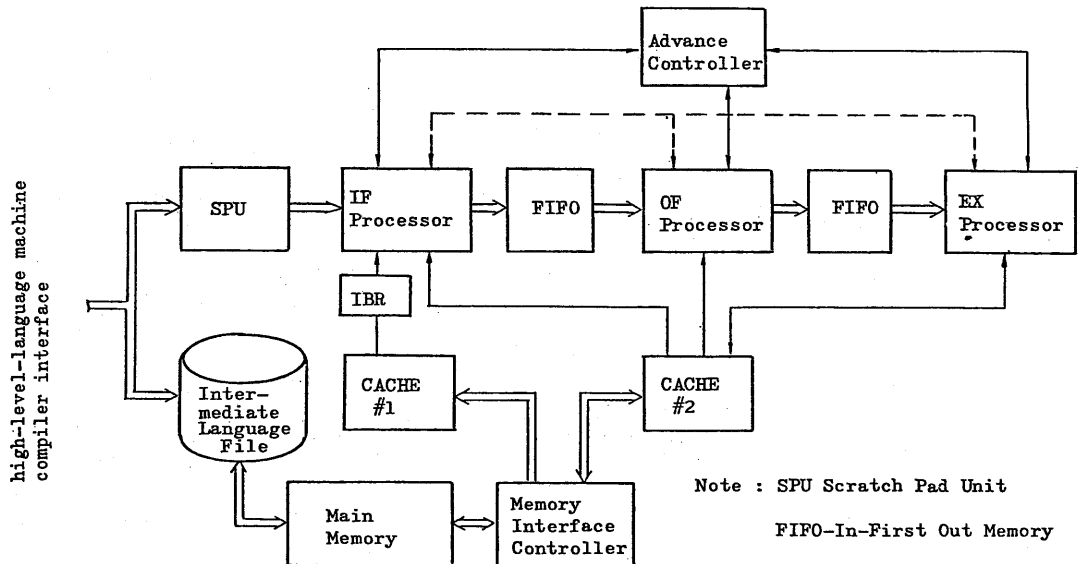 Advance
Controller
high-level-language machine
compiler interface
SPU
IF
Processor
FIFO
OF
Processor
FIFO
EX
Processor
IBR
CACHE
#1
CACHE
#2
Inter-
mediate
Language
File
Main
Memory
Memory
Interface
Controller
Note : SPU Scratch Pad Unit
FIFO-In-First Out Memory